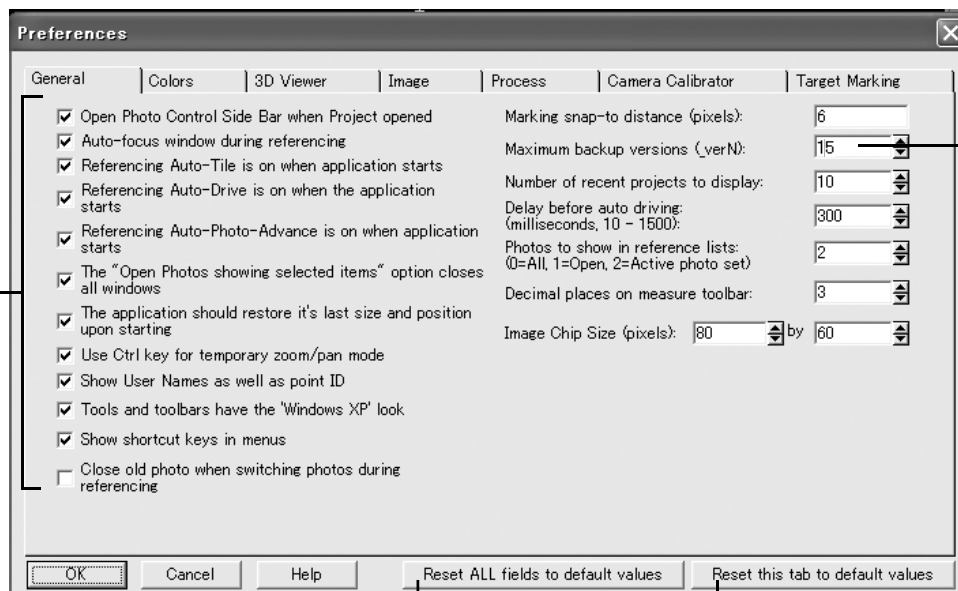 Preferences
General Colors 3D Viewer Image Process Camera Calibrator Target Marking
Open Photo Control Side Bar when Project opened
Auto-focus window during referencing
Referencing Auto-Tile is on when application starts
Referencing Auto-Drive is on when the application
starts
Referencing Auto-Photo-Advance is on when application
starts
The "Open Photos showing selected items" option closes
all windows
The application should restore it's last size and position
upon starting
Use Ctrl key for temporary zoom/pan mode
Show User Names as well as point ID
Tools and toolbars have the 'Windows XP' look
Show shortcut keys in menus
Close old photo when switching photos during
referencing
Marking snap-to distance (pixels): 6
Maximum backup versions (_verN): 15
Number of recent projects to display: 10
Delay before auto driving:
(milliseconds, 10 - 1500): 300
Photos to show in reference lists:
(0=All, 1=Open, 2=Active photo set) 2
Decimal places on measure toolbar: 3
Image Chip Size (pixels): 80 by 60
OK Cancel Help Reset ALL fields to default values Reset this tab to default values